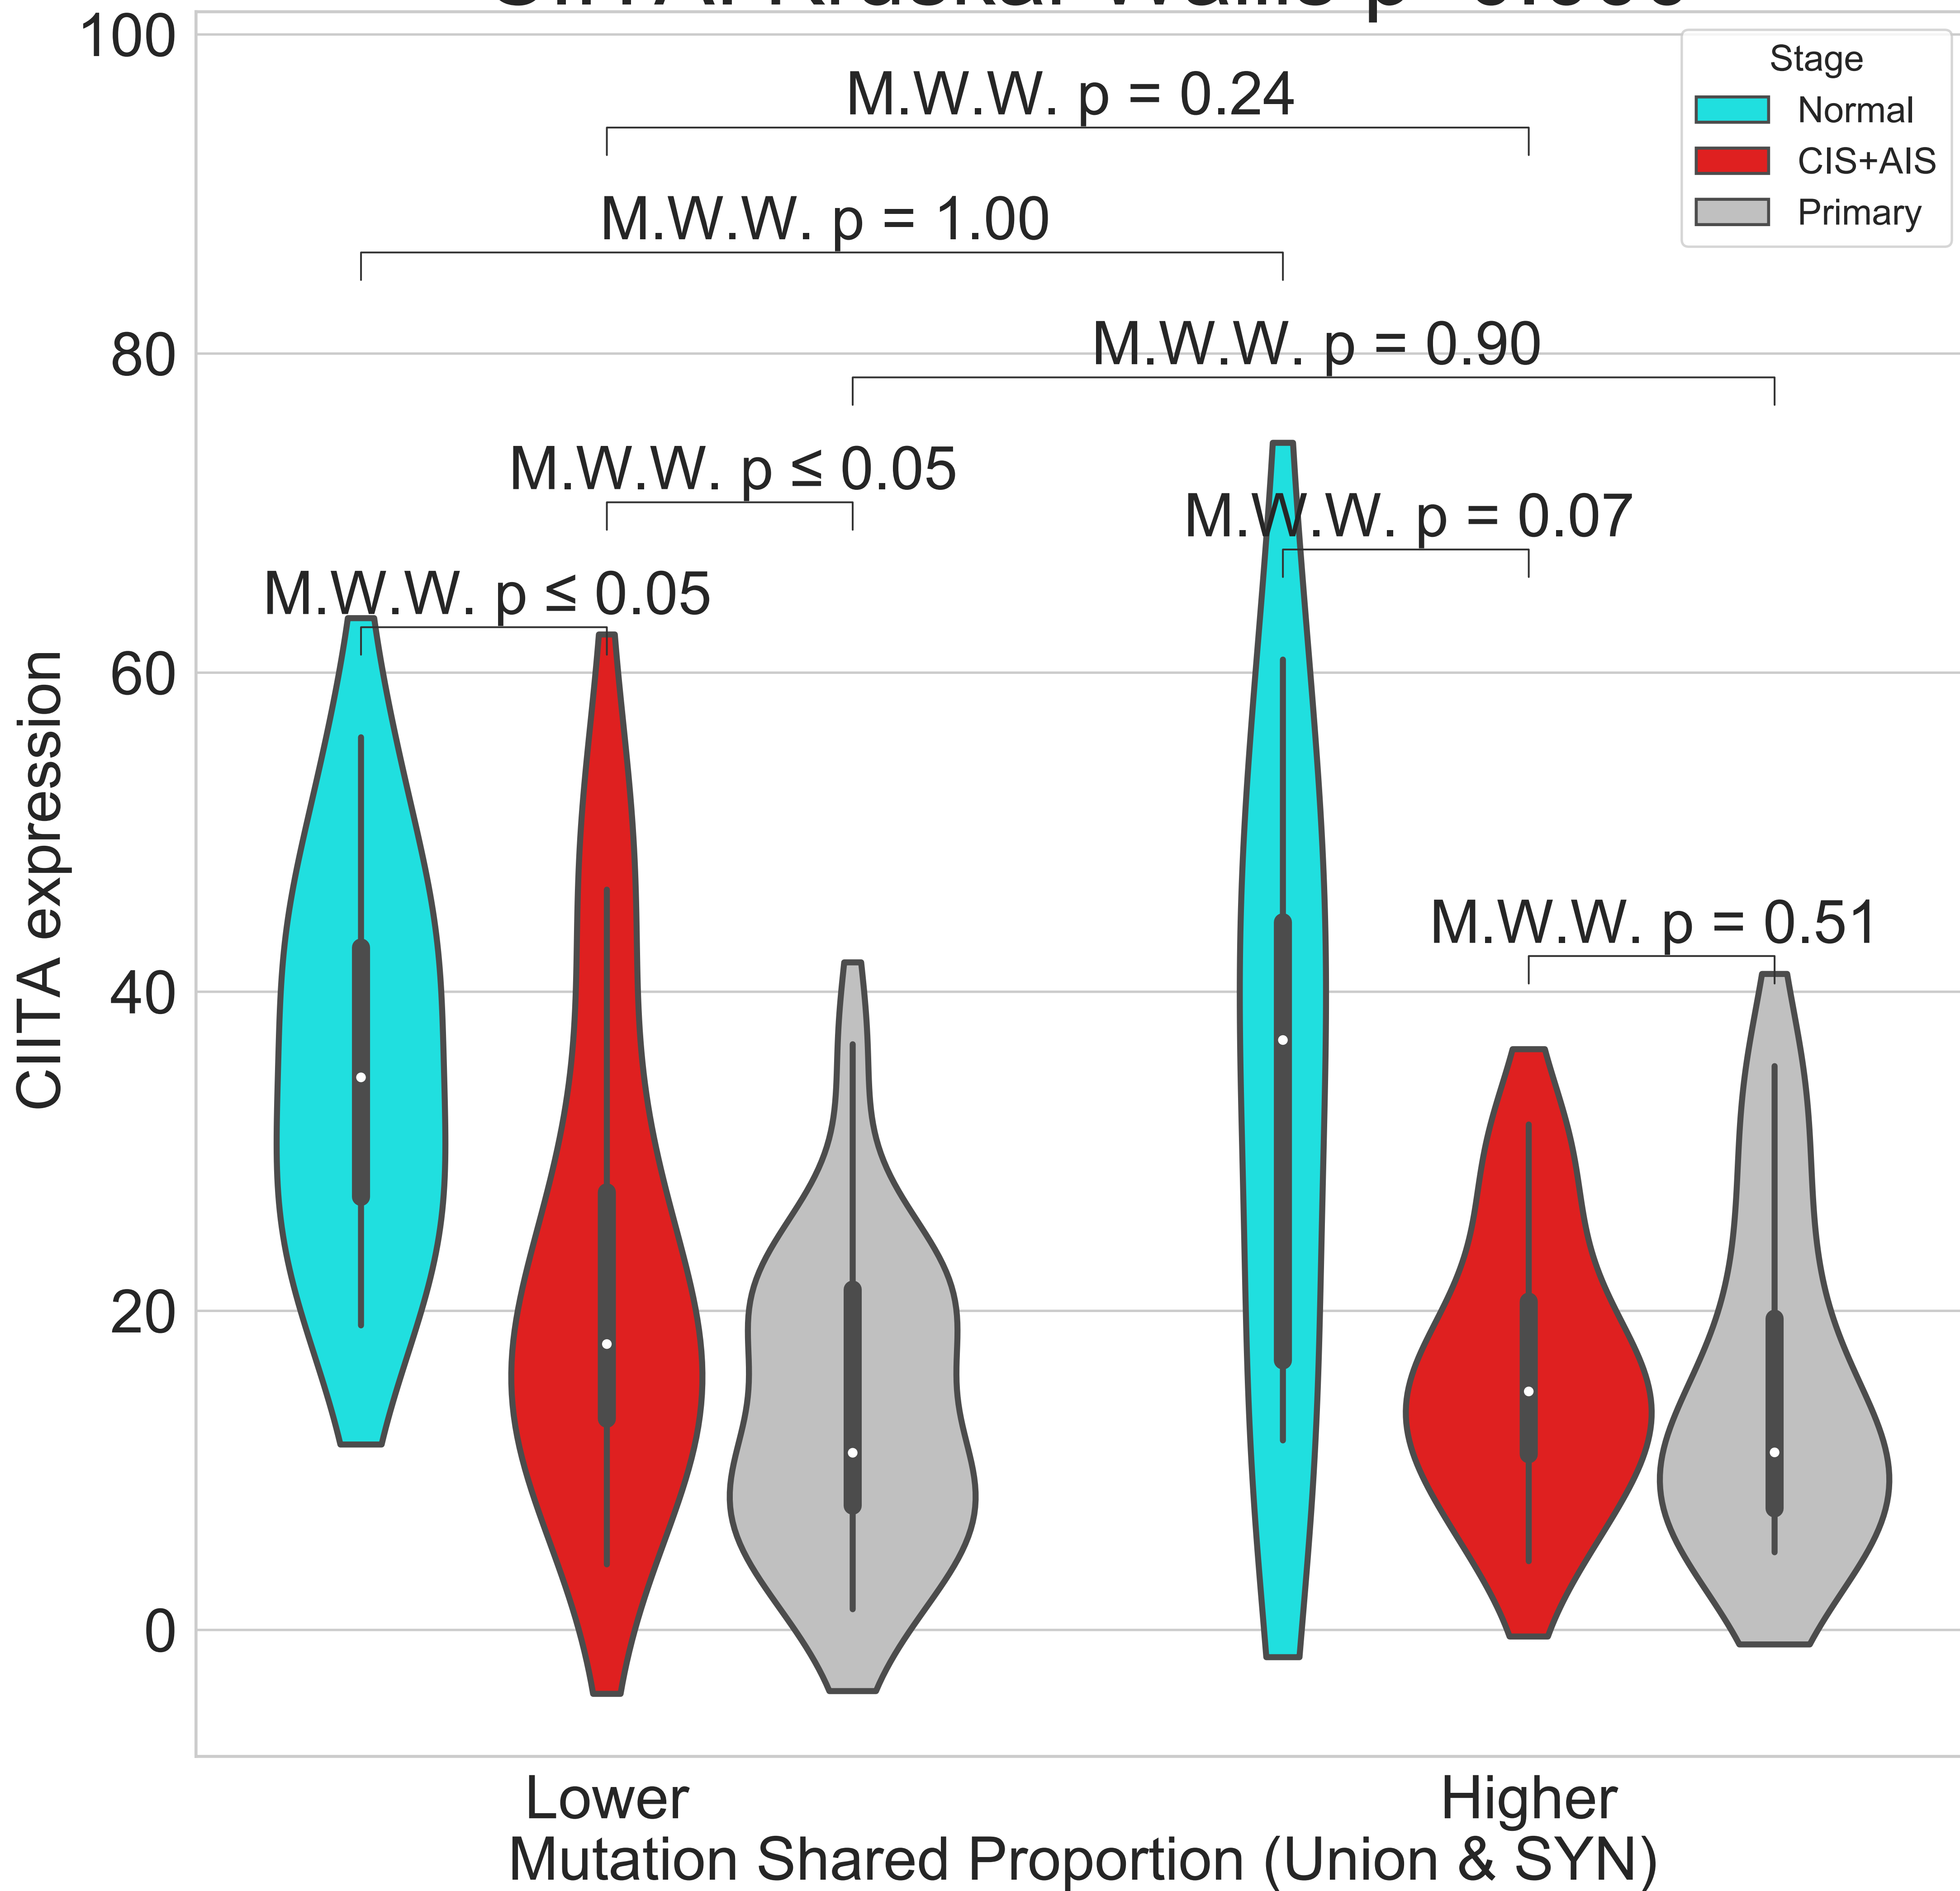 100
80
60
40
20
0
CIITA expression
Stage
Normal
CIS+AIS
Primary
M.W.W. p = 0.24
M.W.W. p = 1.00
M.W.W. p = 0.90
M.W.W. p ≤ 0.05
M.W.W. p = 0.07
M.W.W. p ≤ 0.05
M.W.W. p = 0.51
Lower
Higher
Mutation Shared Proportion (Union & SYN)